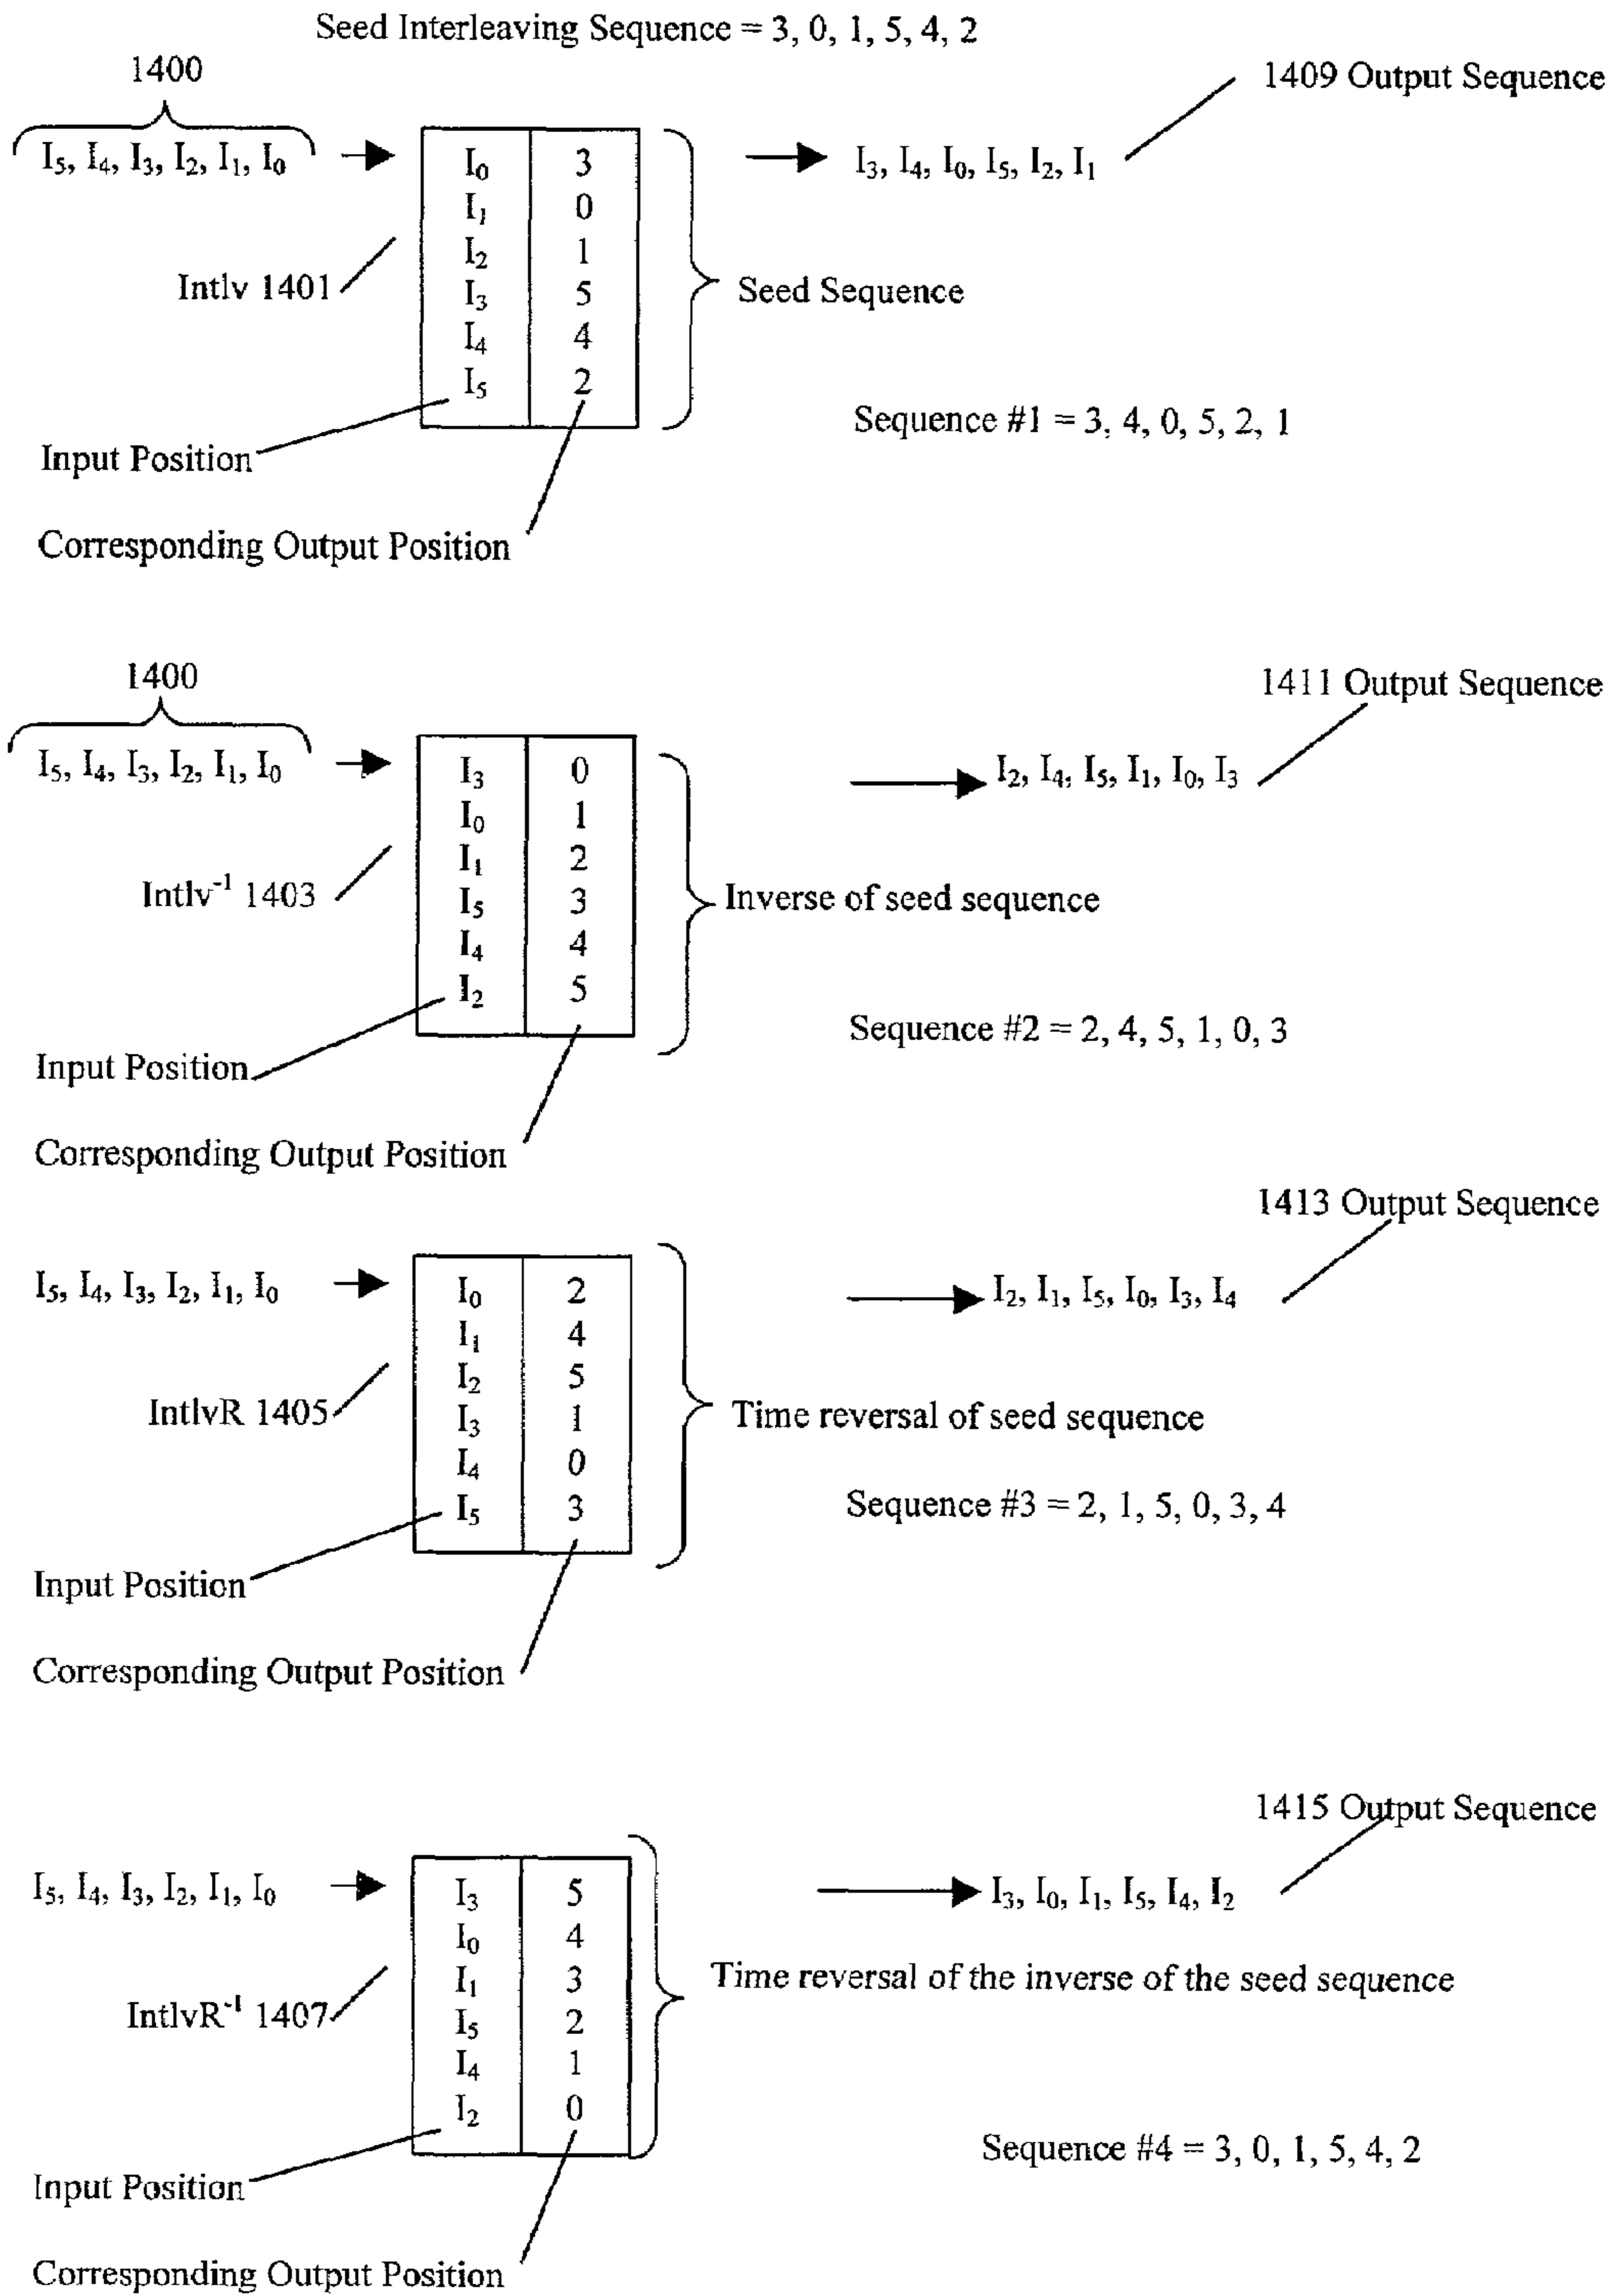 Seed Interleaving Sequence = 3, 0, 1, 5, 4, 2
1400
1409 Output Sequence
I₅, I₄, I₃, I₂, I₁, I₀
I₃, I₄, I₀, I₅, I₂, I₁
I₀ 3
I₁ 0
I₂ 1
I₃ 5
I₄ 4
I₅ 2
Intlv 1401
Seed Sequence
Sequence #1 = 3, 4, 0, 5, 2, 1
Input Position
Corresponding Output Position
1400
1411 Output Sequence
I₅, I₄, I₃, I₂, I₁, I₀
I₂, I₄, I₅, I₁, I₀, I₃
I₃ 0
I₀ 1
I₁ 2
I₅ 3
I₄ 4
I₂ 5
Intlv⁻¹ 1403
Inverse of seed sequence
Sequence #2 = 2, 4, 5, 1, 0, 3
Input Position
Corresponding Output Position
1413 Output Sequence
I₅, I₄, I₃, I₂, I₁, I₀
I₂, I₁, I₅, I₀, I₃, I₄
I₀ 2
I₁ 4
I₂ 5
I₃ 1
I₄ 0
I₅ 3
IntlvR 1405
Time reversal of seed sequence
Sequence #3 = 2, 1, 5, 0, 3, 4
Input Position
Corresponding Output Position
1415 Output Sequence
I₅, I₄, I₃, I₂, I₁, I₀
I₃, I₀, I₁, I₅, I₄, I₂
I₃ 5
I₀ 4
I₁ 3
I₅ 2
I₄ 1
I₂ 0
IntlvR⁻¹ 1407
Time reversal of the inverse of the seed sequence
Sequence #4 = 3, 0, 1, 5, 4, 2
Input Position
Corresponding Output Position